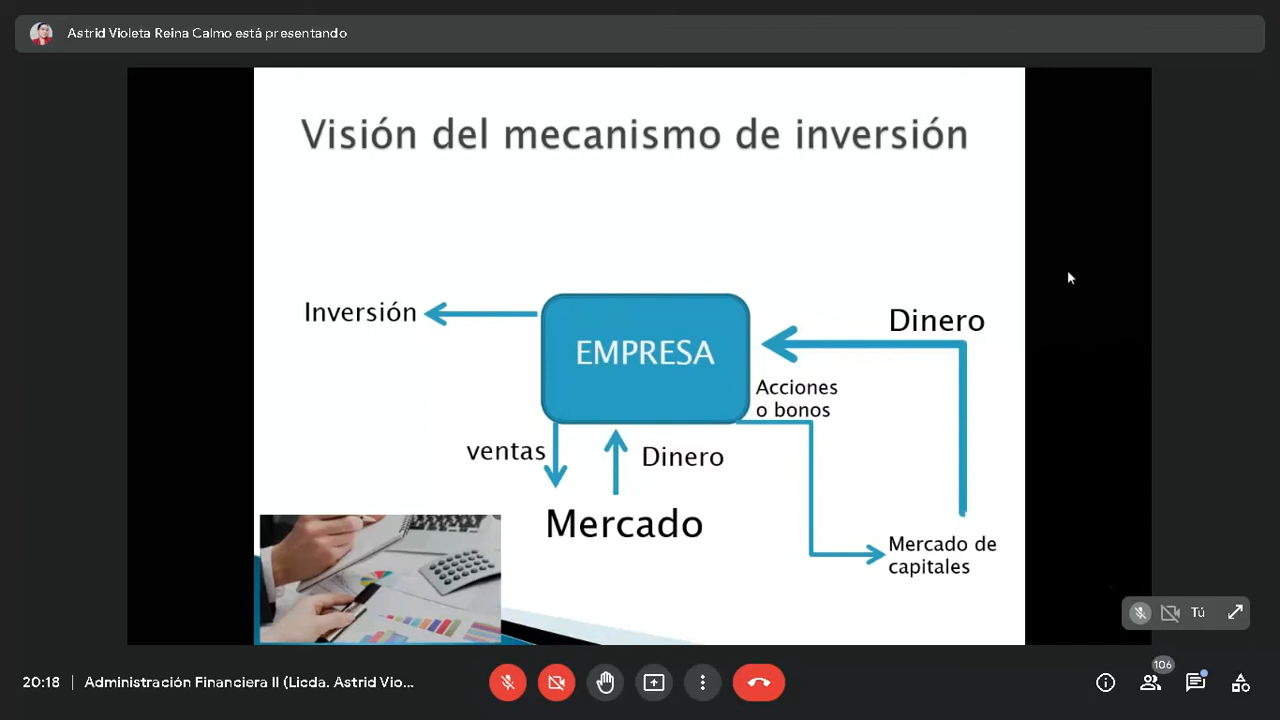 Astrid Violeta Reina Calmo está presentando
Visión del mecanismo de inversión
Inversión
EMPRESA
Dinero
Acciones
o bonos
ventas
Dinero
Mercado
Mercado de
capitales
Tú
20:18
Administración Financiera II (Licda. Astrid Vio...
106